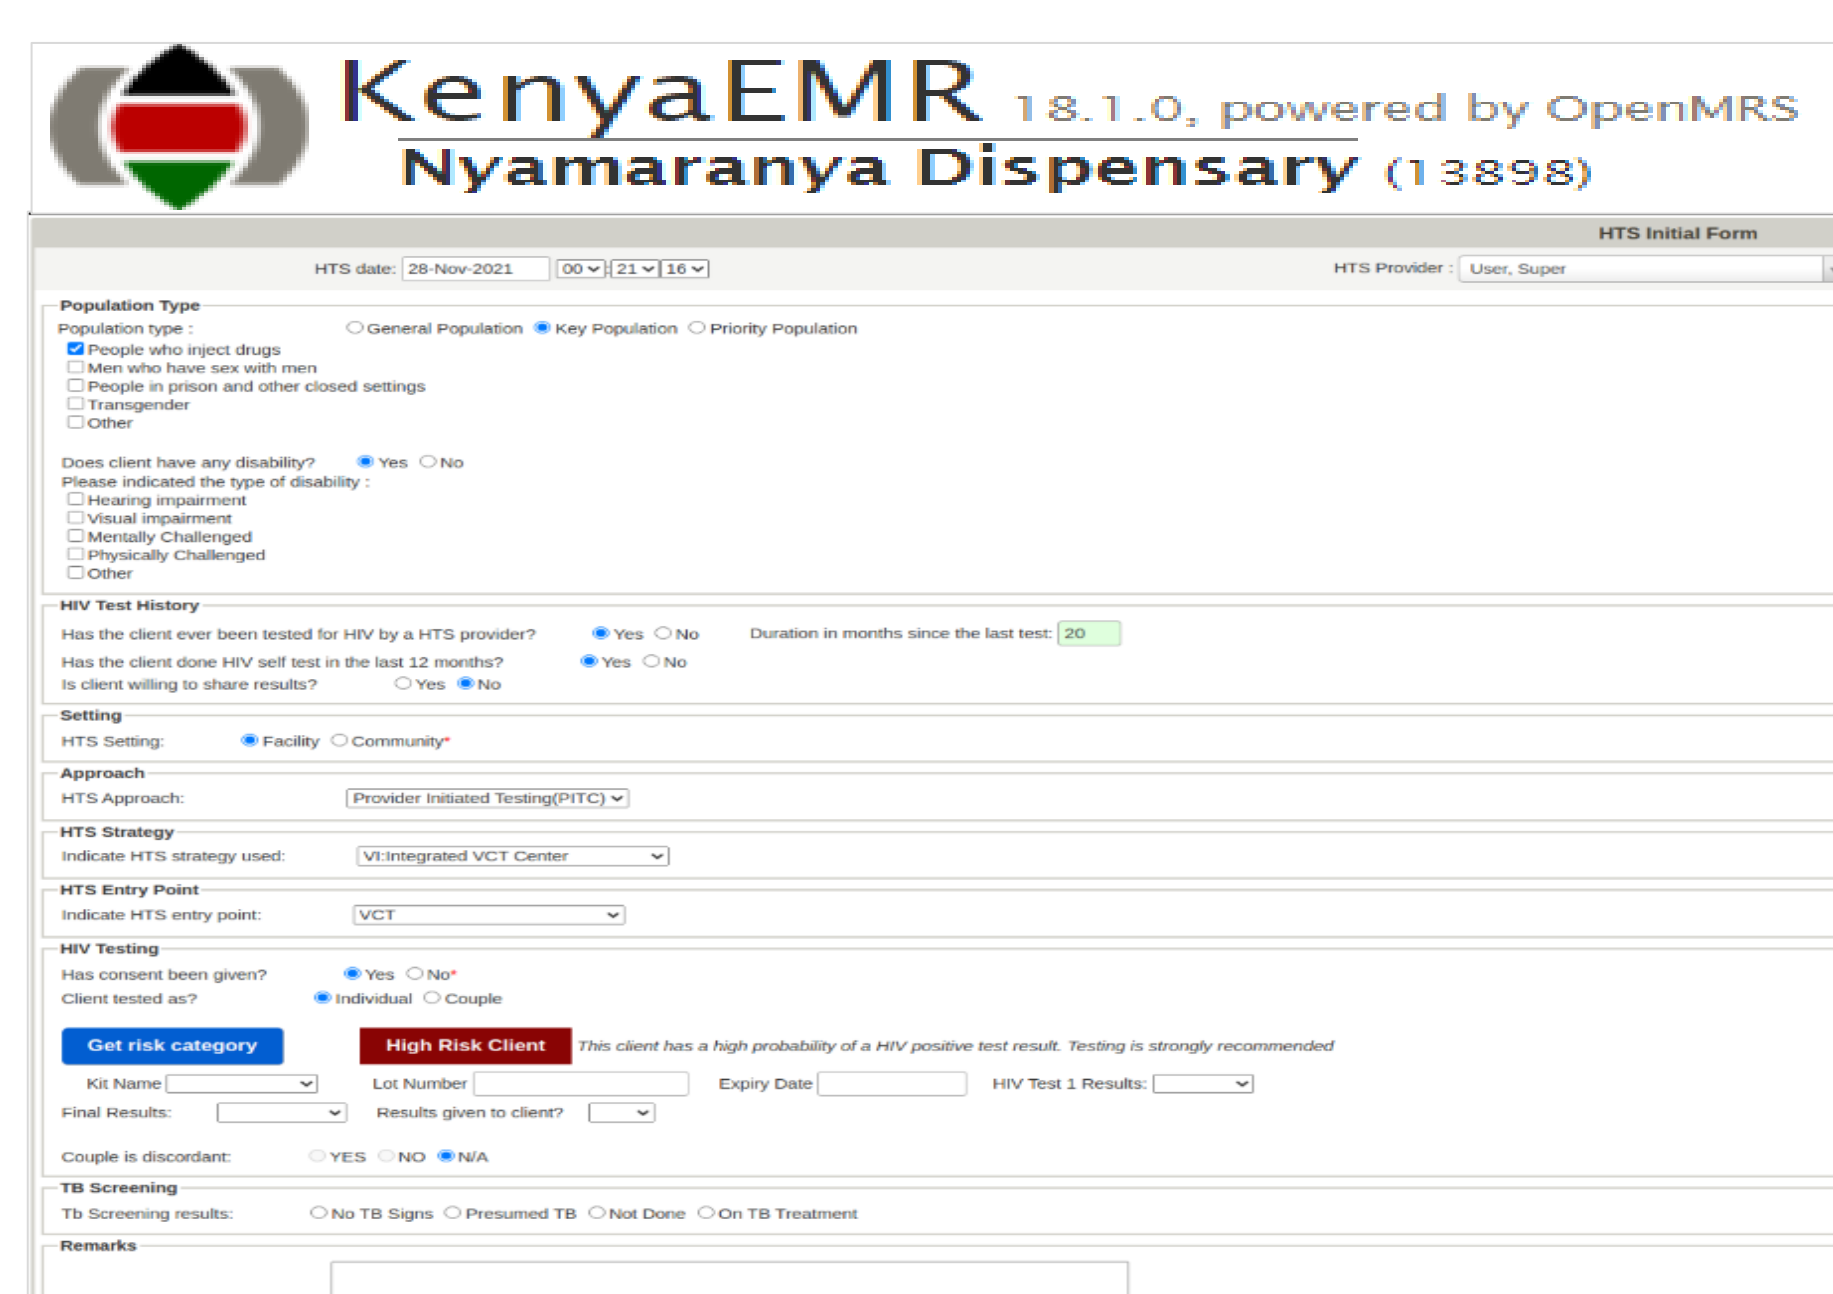 KenyaEMR 18.1.0, powered by OpenMRS
Nyamaranya Dispensary (13898)
HTS Initial Form
HTS date: 28-Nov-2021 00 : 21 16 HTS Provider : User, Super
Population Type
Population type : General Population Key Population Priority Population
People who inject drugs
Men who have sex with men
People in prison and other closed settings
Transgender
Other
Does client have any disability? Yes No
Please indicated the type of disability :
Hearing impairment
Visual impairment
Mentally Challenged
Physically Challenged
Other
HIV Test History
Has the client ever been tested for HIV by a HTS provider? Yes No Duration in months since the last test: 20
Has the client done HIV self test in the last 12 months? Yes No
Is client willing to share results? Yes No
Setting
HTS Setting: Facility Community*
Approach
HTS Approach: Provider Initiated Testing(PITC)
HTS Strategy
Indicate HTS strategy used: VI:Integrated VCT Center
HTS Entry Point
Indicate HTS entry point: VCT
HIV Testing
Has consent been given? Yes No*
Client tested as? Individual Couple
Get risk category High Risk Client This client has a high probability of a HIV positive test result. Testing is strongly recommended
Kit Name Lot Number Expiry Date HIV Test 1 Results:
Final Results: Results given to client?
Couple is discordant: YES NO N/A
TB Screening
Tb Screening results: No TB Signs Presumed TB Not Done On TB Treatment
Remarks